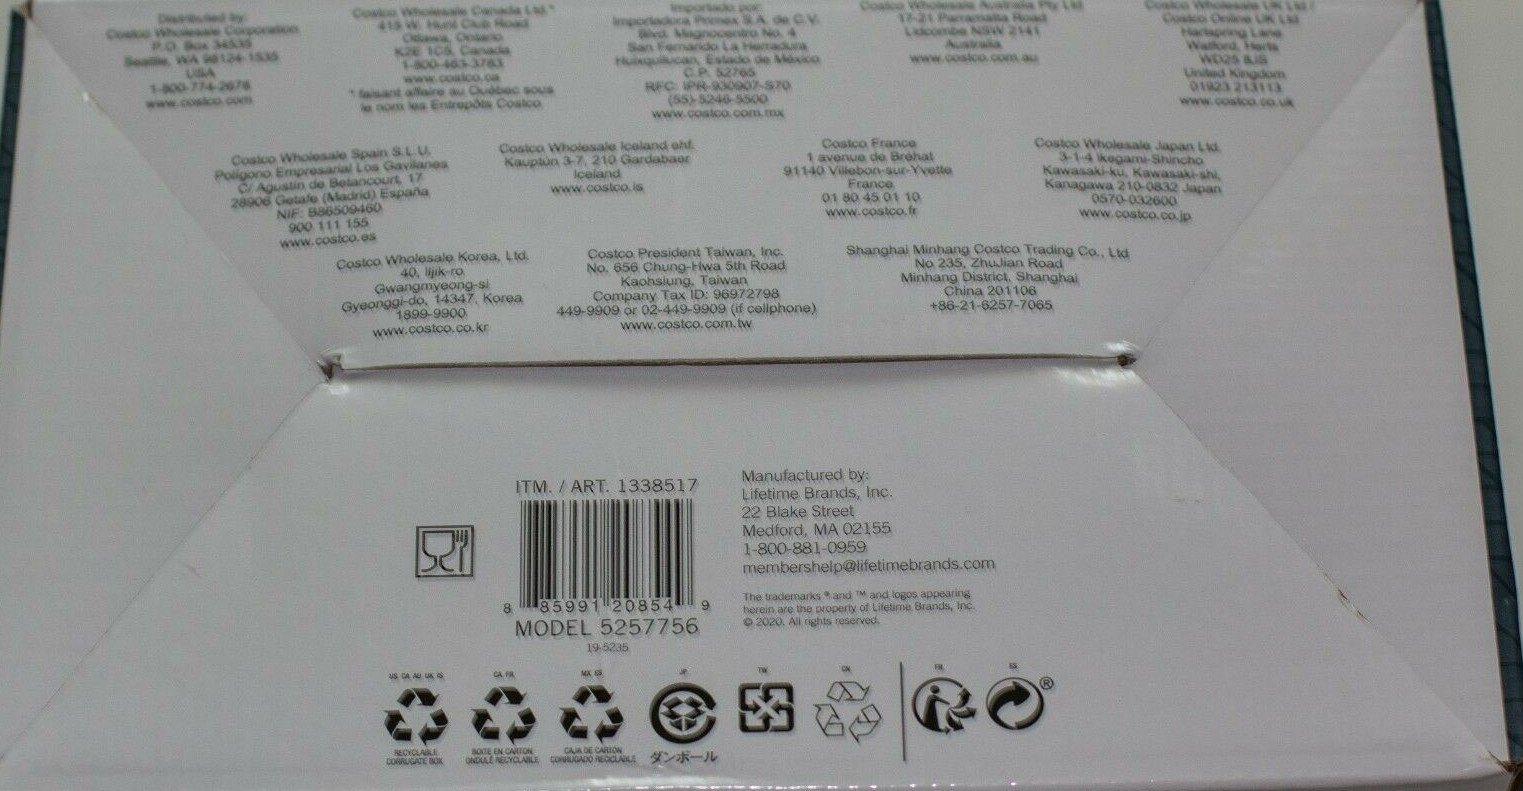 Distributed by:
Costco Wholesale Corporation
P.O. Box 34535
Seattle, WA 98124-1535
USA
1-800-774-2678
www.costco.com
Costco Wholesale Canada Ltd.*
415 W. Hunt Club Road
Ottawa, Ontario
K2E 1C5, Canada
1-800-463-3783
www.costco.ca
* faisant affaire au Québec sous
le nom les Entrepôts Costco
Importado por:
Importadora Primex S.A. de C.V.
Blvd. Magnocentro No. 4
San Fernando La Herradura
Huixquilucan, Estado de México
C.P. 52765
RFC: IPR-930907-S70
(55)-5246-5500
www.costco.com.mx
Costco Wholesale Australia Pty Ltd
17-21 Parramatta Road
Lidcombe NSW 2141
Australia
www.costco.com.au
Costco Wholesale UK Ltd /
Costco Online UK Ltd
Hartspring Lane
Watford, Herts
WD25 8JS
United Kingdom
01923 213113
www.costco.co.uk
Costco Wholesale Spain S.L.U.
Polígono Empresarial Los Gavilanes
C/ Agustín de Betancourt, 17
28906 Getafe (Madrid) España
NIF: B86509460
900 111 155
www.costco.es
Costco Wholesale Iceland ehf.
Kauptún 3-7, 210 Gardabaer
Iceland
www.costco.is
Costco France
1 avenue de Bréhat
91140 Villebon-sur-Yvette
France
01 80 45 01 10
www.costco.fr
Costco Wholesale Japan Ltd.
3-1-4 Ikegami-Shincho
Kawasaki-ku, Kawasaki-shi,
Kanagawa 210-0832 Japan
0570-032600
www.costco.co.jp
Costco Wholesale Korea, Ltd.
40, Iljik-ro
Gwangmyeong-si
Gyeonggi-do, 14347, Korea
1899-9900
www.costco.co.kr
Costco President Taiwan, Inc.
No. 656 Chung-Hwa 5th Road
Kaohsiung, Taiwan
Company Tax ID: 96972798
449-9909 or 02-449-9909 (if cellphone)
www.costco.com.tw
Shanghai Minhang Costco Trading Co., Ltd
No 235, ZhuJian Road
Minhang District, Shanghai
China 201106
+86-21-6257-7065
ITM. / ART. 1338517
8 85991 20854 9
MODEL 5257756
19-5235
Manufactured by:
Lifetime Brands, Inc.
22 Blake Street
Medford, MA 02155
1-800-881-0959
membershelp@lifetimebrands.com
The trademarks ® and ™ and logos appearing
herein are the property of Lifetime Brands, Inc.
© 2020. All rights reserved.
US CA AU UK IS
RECYCLABLE
CORRUGATE BOX
CA FR
BOITE EN CARTON
ONDULÉ RECYCLABLE
MX ES
CAJA DE CARTÓN
CORRUGADO RECICLABLE
JP
ダンボール
TW
CN
FR
ES
®